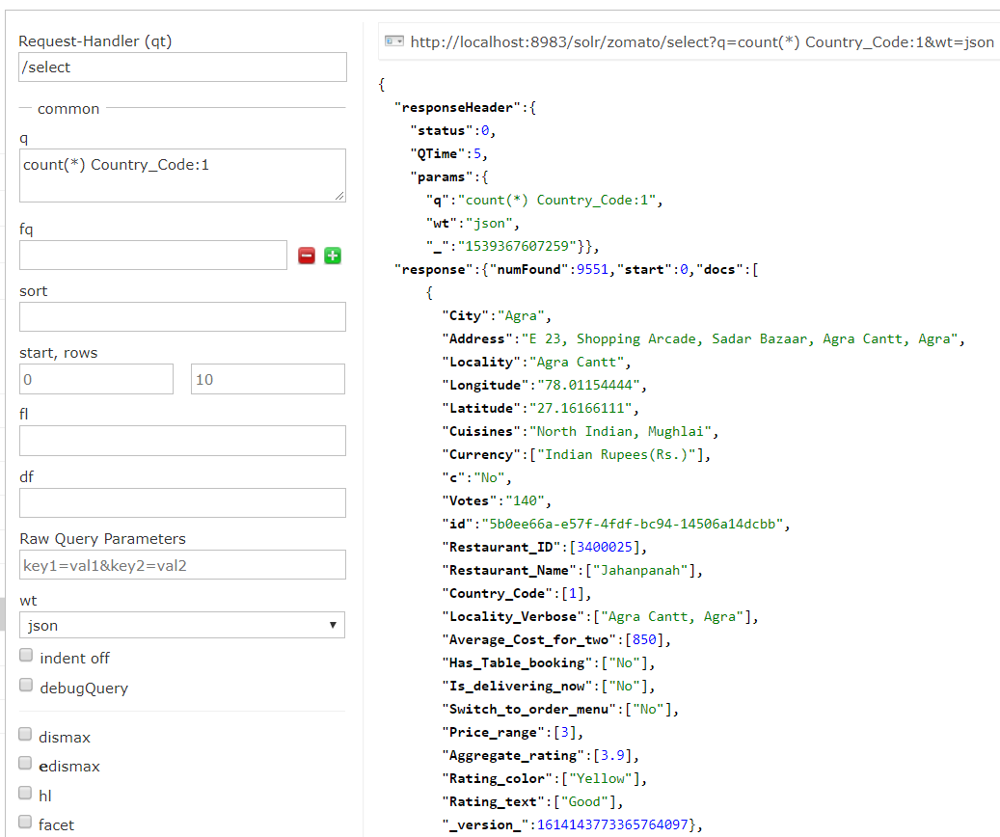 Request-Handler (qt)
/select
common
q
count(*) Country_Code:1
fq
sort
start, rows
0
10
fl
df
Raw Query Parameters
key1=val1&key2=val2
wt
json
indent off
debugQuery
dismax
edismax
hl
facet
http://localhost:8983/solr/zomato/select?q=count(*) Country_Code:1&wt=json
{
"responseHeader":{
"status":0,
"QTime":5,
"params":{
"q":"count(*) Country_Code:1",
"wt":"json",
"_":"1539367607259"}},
"response":{"numFound":9551,"start":0,"docs":[
{
"City":"Agra",
"Address":"E 23, Shopping Arcade, Sadar Bazaar, Agra Cantt, Agra",
"Locality":"Agra Cantt",
"Longitude":"78.01154444",
"Latitude":"27.16166111",
"Cuisines":"North Indian, Mughlai",
"Currency":["Indian Rupees(Rs.)"],
"c":"No",
"Votes":"140",
"id":"5b0ee66a-e57f-4fdf-bc94-14506a14dcbb",
"Restaurant_ID":[3400025],
"Restaurant_Name":["Jahanpanah"],
"Country_Code":[1],
"Locality_Verbose":["Agra Cantt, Agra"],
"Average_Cost_for_two":[850],
"Has_Table_booking":["No"],
"Is_delivering_now":["No"],
"Switch_to_order_menu":["No"],
"Price_range":[3],
"Aggregate_rating":[3.9],
"Rating_color":["Yellow"],
"Rating_text":["Good"],
"_version_":1614143773365764097},